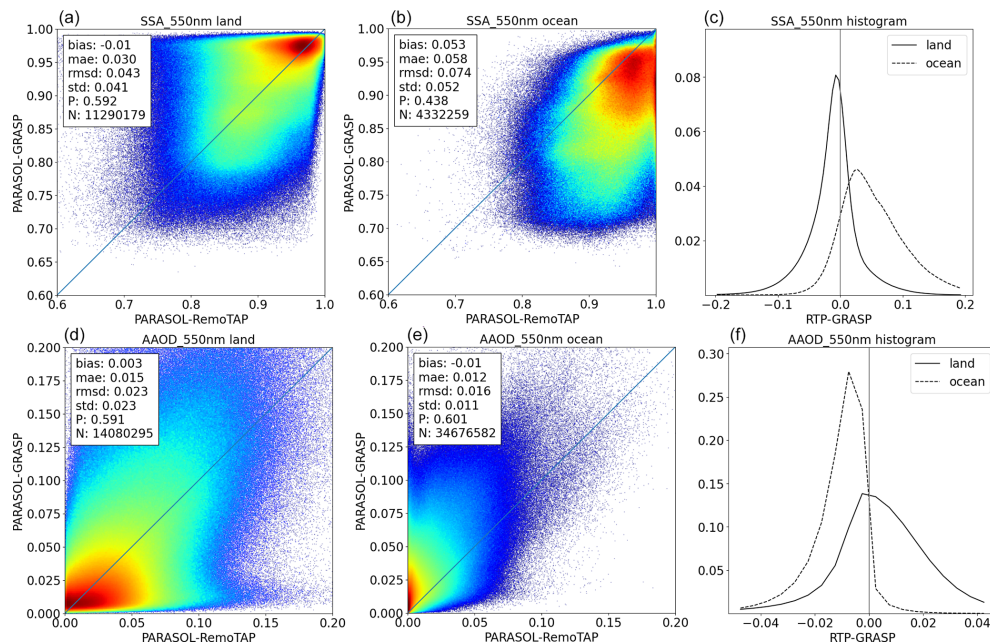 (a)
SSA_550nm land
bias: -0.01
mae: 0.030
rmsd: 0.043
std: 0.041
P: 0.592
N: 11290179
1.00
0.95
0.90
0.85
0.80
0.75
0.70
0.65
0.60
PARASOL-GRASP
0.6 0.7 0.8 0.9 1.0
PARASOL-RemoTAP
(b)
SSA_550nm ocean
bias: 0.053
mae: 0.058
rmsd: 0.074
std: 0.052
P: 0.438
N: 4332259
1.00
0.95
0.90
0.85
0.80
0.75
0.70
0.65
0.60
PARASOL-GRASP
0.6 0.7 0.8 0.9 1.0
PARASOL-RemoTAP
(c)
SSA_550nm histogram
land
ocean
0.08
0.06
0.04
0.02
−0.2 −0.1 0.0 0.1 0.2
RTP-GRASP
(d)
AAOD_550nm land
bias: 0.003
mae: 0.015
rmsd: 0.023
std: 0.023
P: 0.591
N: 14080295
0.200
0.175
0.150
0.125
0.100
0.075
0.050
0.025
0.000
PARASOL-GRASP
0.00 0.05 0.10 0.15 0.20
PARASOL-RemoTAP
(e)
AAOD_550nm ocean
bias: -0.01
mae: 0.012
rmsd: 0.016
std: 0.011
P: 0.601
N: 34676582
0.200
0.175
0.150
0.125
0.100
0.075
0.050
0.025
0.000
PARASOL-GRASP
0.00 0.05 0.10 0.15 0.20
PARASOL-RemoTAP
(f)
AAOD_550nm histogram
land
ocean
0.30
0.25
0.20
0.15
0.10
0.05
−0.04 −0.02 0.00 0.02 0.04
RTP-GRASP